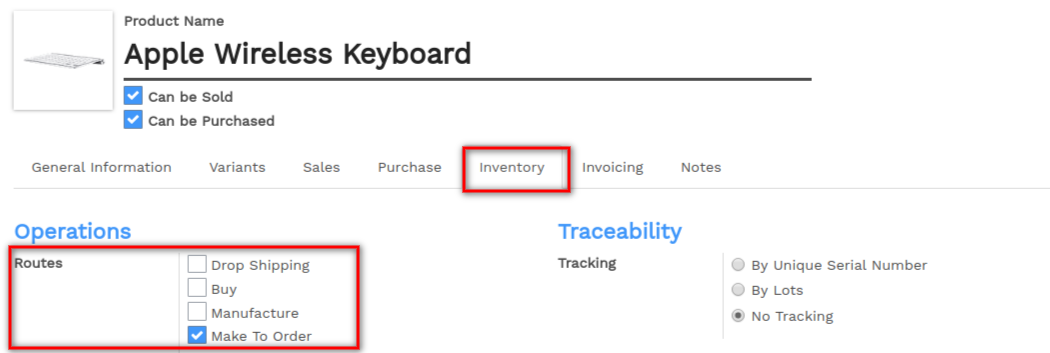 Product Name
Apple Wireless Keyboard
Can be Sold
Can be Purchased
General Information Variants Sales Purchase Inventory Invoicing Notes
Operations
Routes
Drop Shipping
Buy
Manufacture
Make To Order
Traceability
Tracking
By Unique Serial Number
By Lots
No Tracking